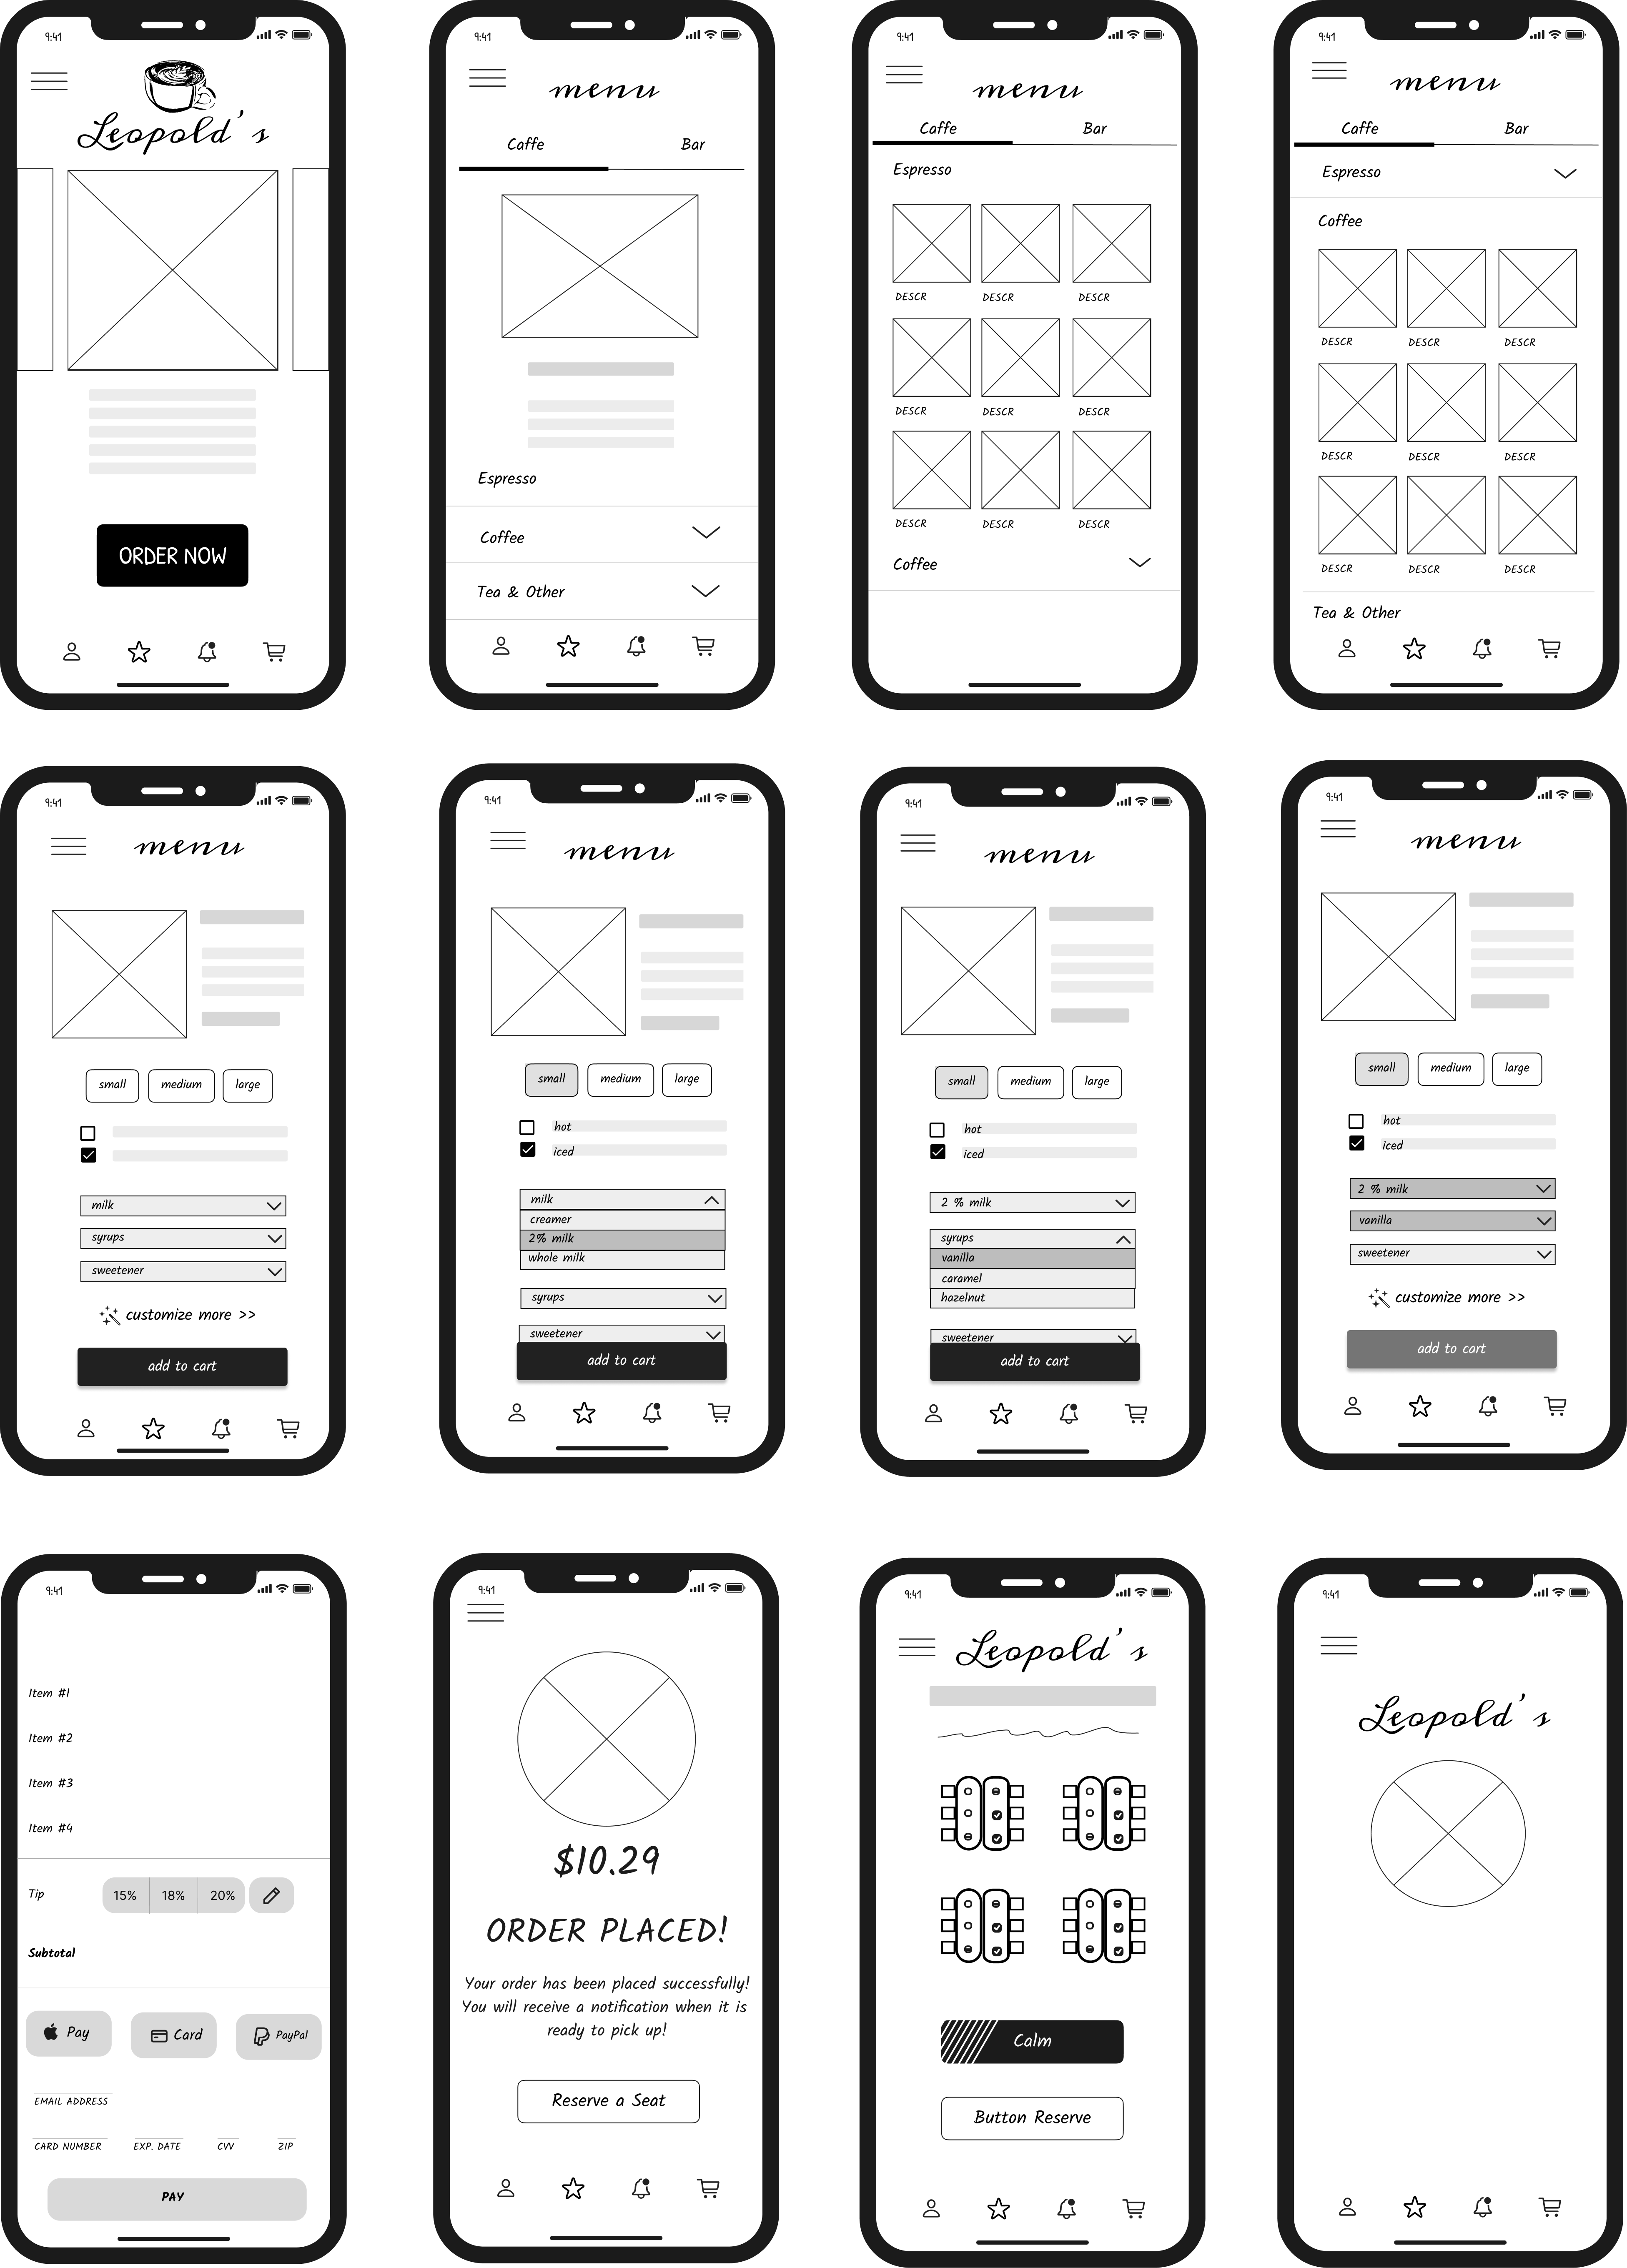 9:41
Leopold's
ORDER NOW
9:41
menu
Caffe Bar
Espresso
Coffee
Tea & Other
9:41
menu
Caffe Bar
Espresso
DESCR DESCR DESCR
DESCR DESCR DESCR
DESCR DESCR DESCR
Coffee
9:41
menu
Caffe Bar
Espresso
Coffee
DESCR DESCR DESCR
DESCR DESCR DESCR
DESCR DESCR DESCR
Tea & Other
9:41
menu
small medium large
milk
syrups
sweetener
customize more >>
add to cart
9:41
menu
small medium large
hot
iced
milk
creamer
2% milk
whole milk
syrups
sweetener
add to cart
9:41
menu
small medium large
hot
iced
2 % milk
syrups
vanilla
caramel
hazelnut
sweetener
add to cart
9:41
menu
small medium large
hot
iced
2 % milk
vanilla
sweetener
customize more >>
add to cart
9:41
Item #1
Item #2
Item #3
Item #4
Tip 15% 18% 20%
Subtotal
Pay Card PayPal
EMAIL ADDRESS
CARD NUMBER EXP. DATE CVV ZIP
PAY
9:41
$10.29
ORDER PLACED!
Your order has been placed successfully!
You will receive a notification when it is
ready to pick up!
Reserve a Seat
9:41
Leopold's
Calm
Button Reserve
9:41
Leopold's